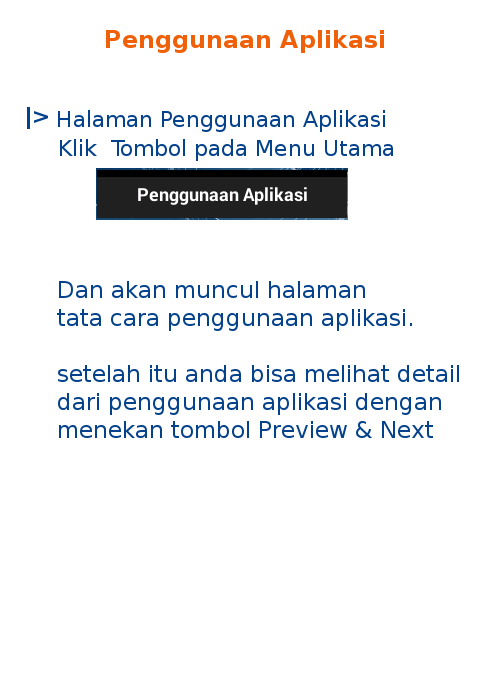 Penggunaan Aplikasi
|> Halaman Penggunaan Aplikasi
Klik  Tombol pada Menu Utama
Penggunaan Aplikasi
Dan akan muncul halaman
tata cara penggunaan aplikasi.
setelah itu anda bisa melihat detail
dari penggunaan aplikasi dengan
menekan tombol Preview & Next